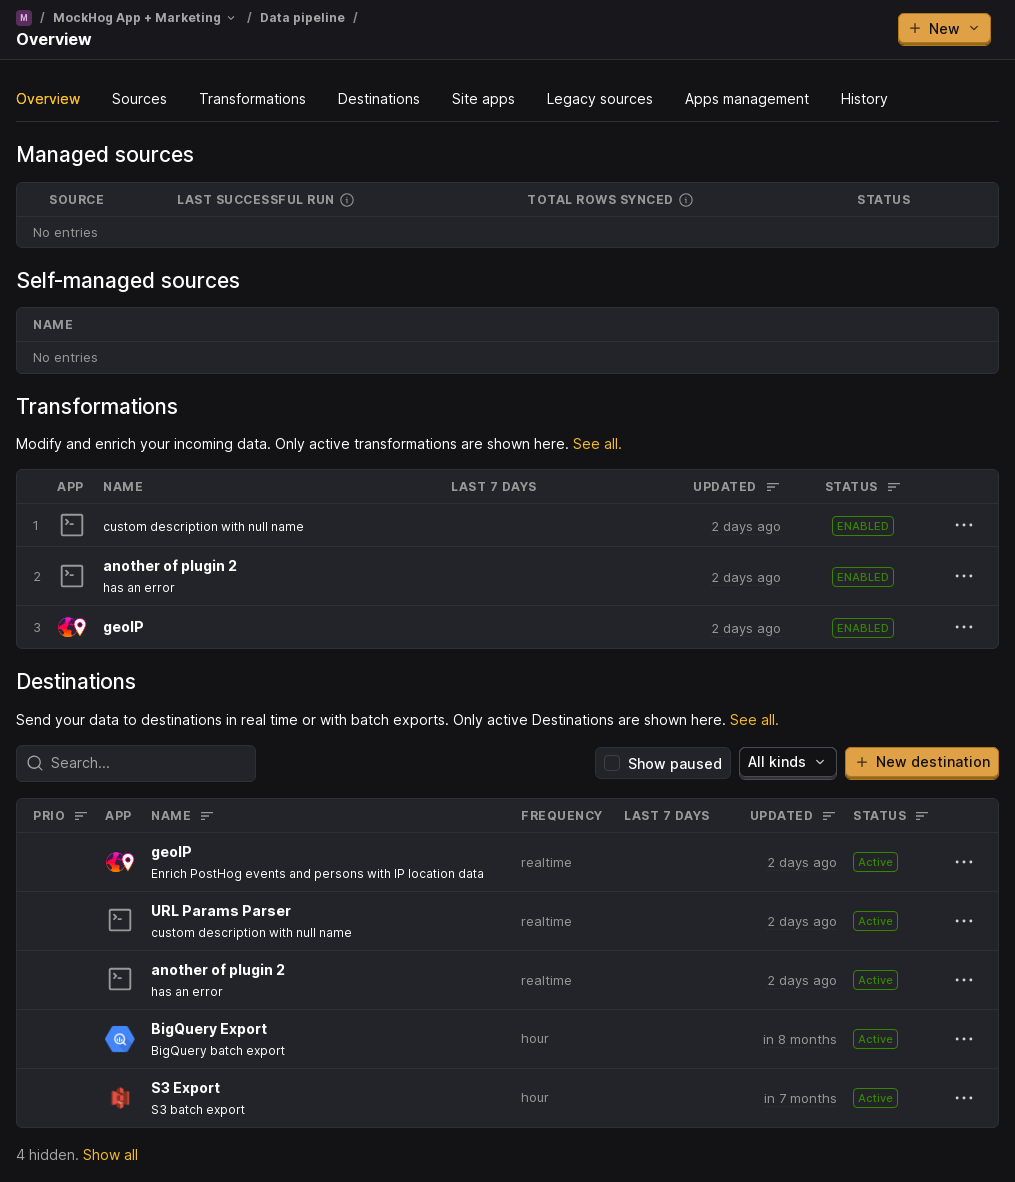 M / MockHog App + Marketing / Data pipeline /
Overview
New
Overview Sources Transformations Destinations Site apps Legacy sources Apps management History
Managed sources
SOURCE LAST SUCCESSFUL RUN TOTAL ROWS SYNCED STATUS
No entries
Self-managed sources
NAME
No entries
Transformations
Modify and enrich your incoming data. Only active transformations are shown here. See all.
APP NAME LAST 7 DAYS UPDATED STATUS
1 custom description with null name 2 days ago ENABLED
2 another of plugin 2 2 days ago ENABLED
has an error
3 geoIP 2 days ago ENABLED
Destinations
Send your data to destinations in real time or with batch exports. Only active Destinations are shown here. See all.
Search... Show paused All kinds New destination
PRIO APP NAME FREQUENCY LAST 7 DAYS UPDATED STATUS
geoIP realtime 2 days ago Active
Enrich PostHog events and persons with IP location data
URL Params Parser realtime 2 days ago Active
custom description with null name
another of plugin 2 realtime 2 days ago Active
has an error
BigQuery Export hour in 8 months Active
BigQuery batch export
S3 Export hour in 7 months Active
S3 batch export
4 hidden. Show all